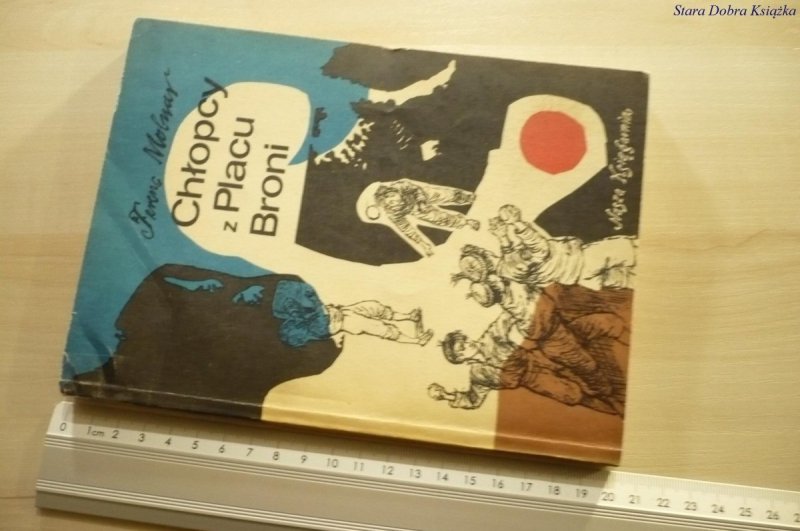 Stara Dobra Książka
Ferenc Molnar
Chłopcy
z Placu
Broni
Nasza Księgarnia
0 1cm 2 3 4 5 6 7 8 9 10 11 12 13 14 15 16 17 18 19 20 21 22 23 24 25 26